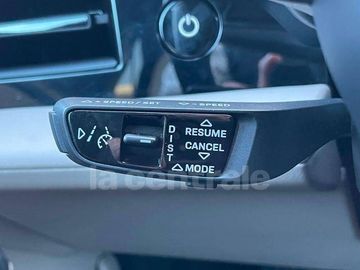 △ + SPEED / SET ▽ - SPEED
DIST
△
RESUME
CANCEL
▽
△ MODE
la centrale